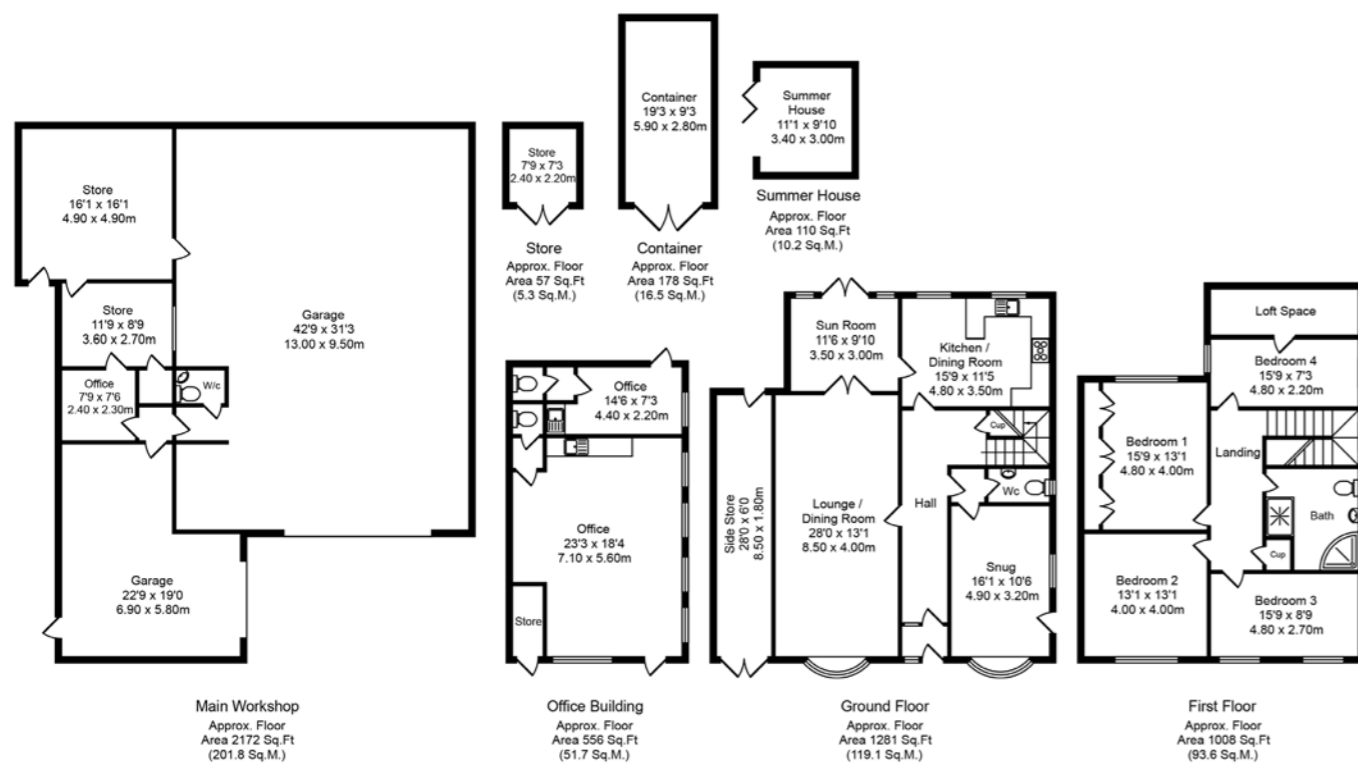 Store
16'1 x 16'1
4.90 x 4.90m
Store
11'9 x 8'9
3.60 x 2.70m
Office
7'9 x 7'6
2.40 x 2.30m
W/c
Garage
42'9 x 31'3
13.00 x 9.50m
Garage
22'9 x 19'0
6.90 x 5.80m
Main Workshop
Approx. Floor
Area 2172 Sq.Ft
(201.8 Sq.M.)
Store
7'9 x 7'3
2.40 x 2.20m
Store
Approx. Floor
Area 57 Sq.Ft
(5.3 Sq.M.)
Container
19'3 x 9'3
5.90 x 2.80m
Container
Approx. Floor
Area 178 Sq.Ft
(16.5 Sq.M.)
Summer
House
11'1 x 9'10
3.40 x 3.00m
Summer House
Approx. Floor
Area 110 Sq.Ft
(10.2 Sq.M.)
Office
14'6 x 7'3
4.40 x 2.20m
Office
23'3 x 18'4
7.10 x 5.60m
Store
Office Building
Approx. Floor
Area 556 Sq.Ft
(51.7 Sq.M.)
Sun Room
11'6 x 9'10
3.50 x 3.00m
Kitchen /
Dining Room
15'9 x 11'5
4.80 x 3.50m
Cup
Side Store
28'0 x 6'0
8.50 x 1.80m
Lounge /
Dining Room
28'0 x 13'1
8.50 x 4.00m
Hall
Wc
Snug
16'1 x 10'6
4.90 x 3.20m
Ground Floor
Approx. Floor
Area 1281 Sq.Ft
(119.1 Sq.M.)
Loft Space
Bedroom 4
15'9 x 7'3
4.80 x 2.20m
Bedroom 1
15'9 x 13'1
4.80 x 4.00m
Landing
Bath
Cup
Bedroom 2
13'1 x 13'1
4.00 x 4.00m
Bedroom 3
15'9 x 8'9
4.80 x 2.70m
First Floor
Approx. Floor
Area 1008 Sq.Ft
(93.6 Sq.M.)